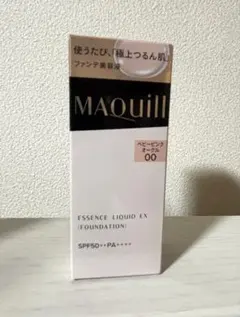 使うたび、「極上つるん肌」
ファンデ美容液
MAQuill
ベビーピンク
オークル
00
ESSENCE LIQUID EX
(FOUNDATION)
SPF50・・PA++++